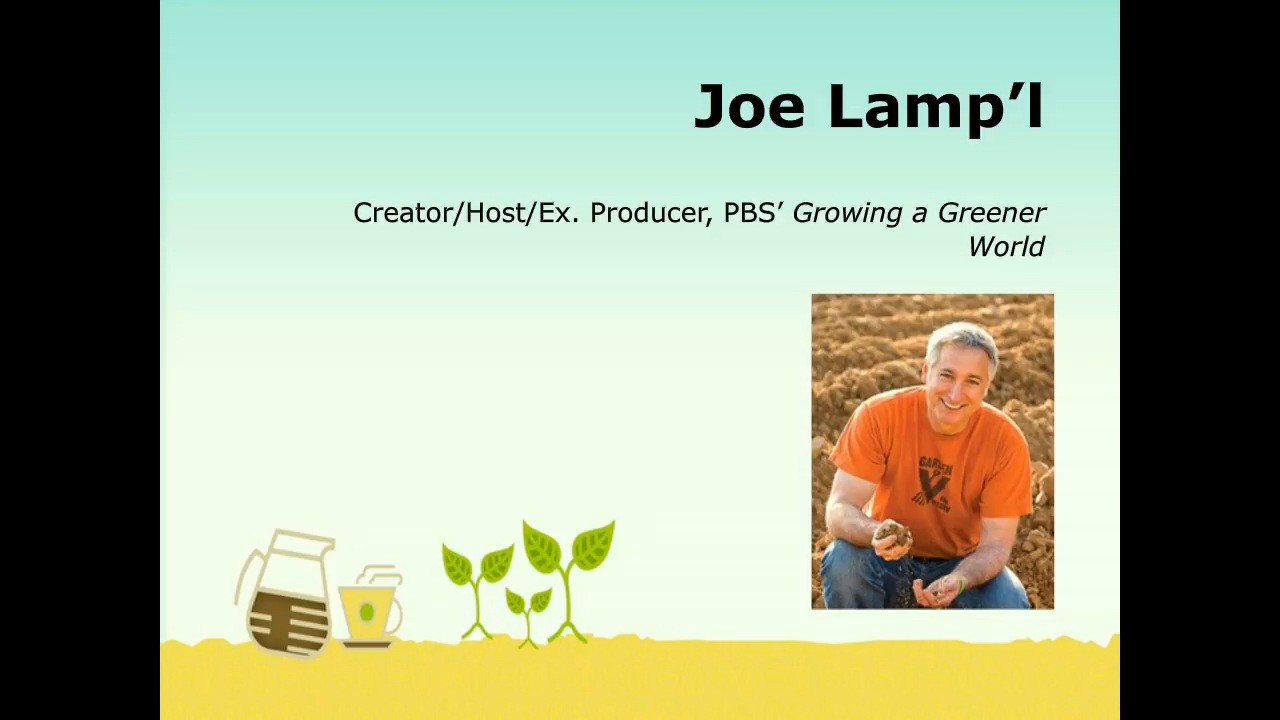 Joe Lamp’l
Creator/Host/Ex. Producer, PBS’ Growing a Greener
World
GARDEN